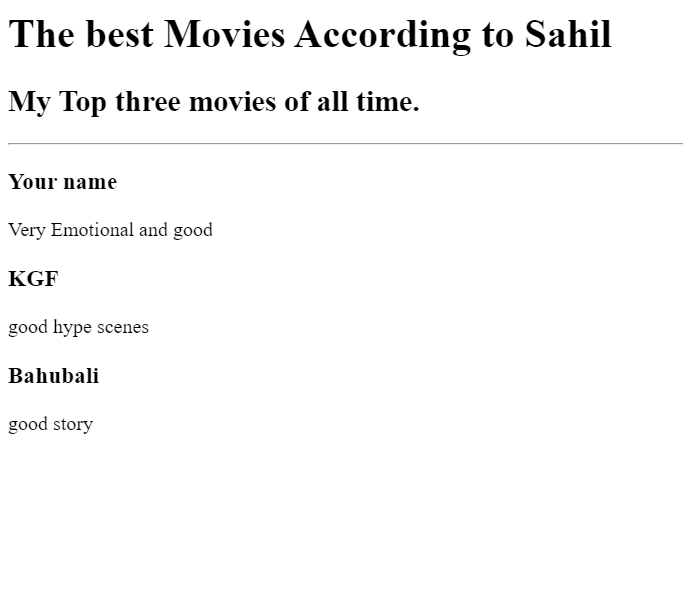 The best Movies According to Sahil
My Top three movies of all time.
Your name
Very Emotional and good
KGF
good hype scenes
Bahubali
good story